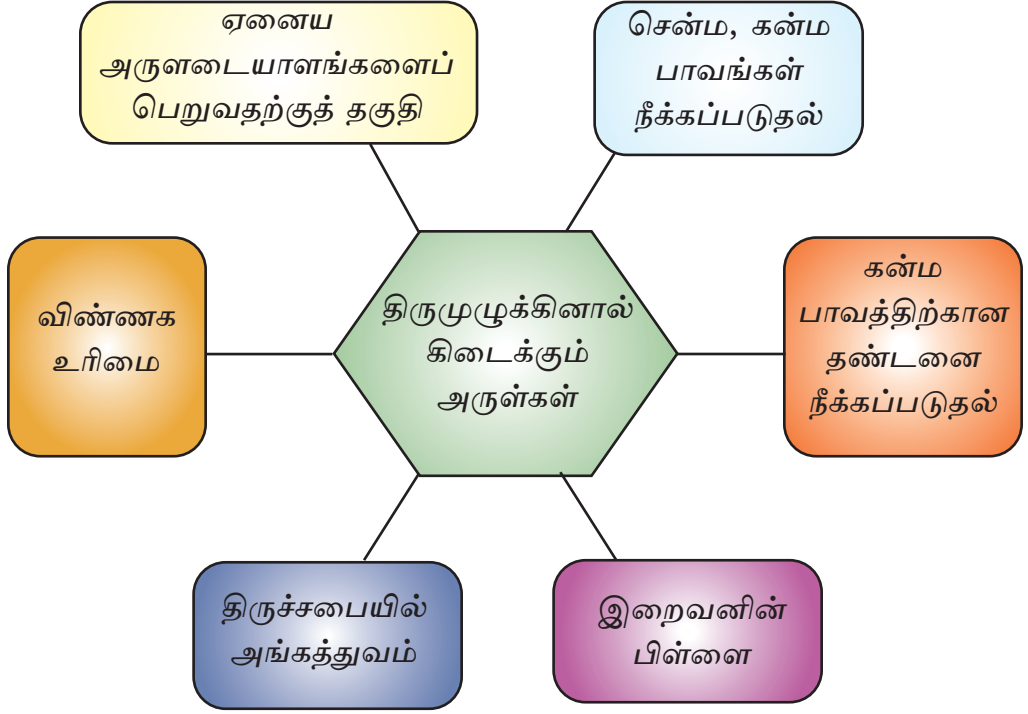 ஏனைய
அருளடையாளங்களைப்
பெறுவதற்குத் தகுதி
சென்ம, கன்ம
பாவங்கள்
நீக்கப்படுதல்
விண்ணக
உரிமை
திருமுழுக்கினால்
கிடைக்கும்
அருள்கள்
கன்ம
பாவத்திற்கான
தண்டனை
நீக்கப்படுதல்
திருச்சபையில்
அங்கத்துவம்
இறைவனின்
பிள்ளை